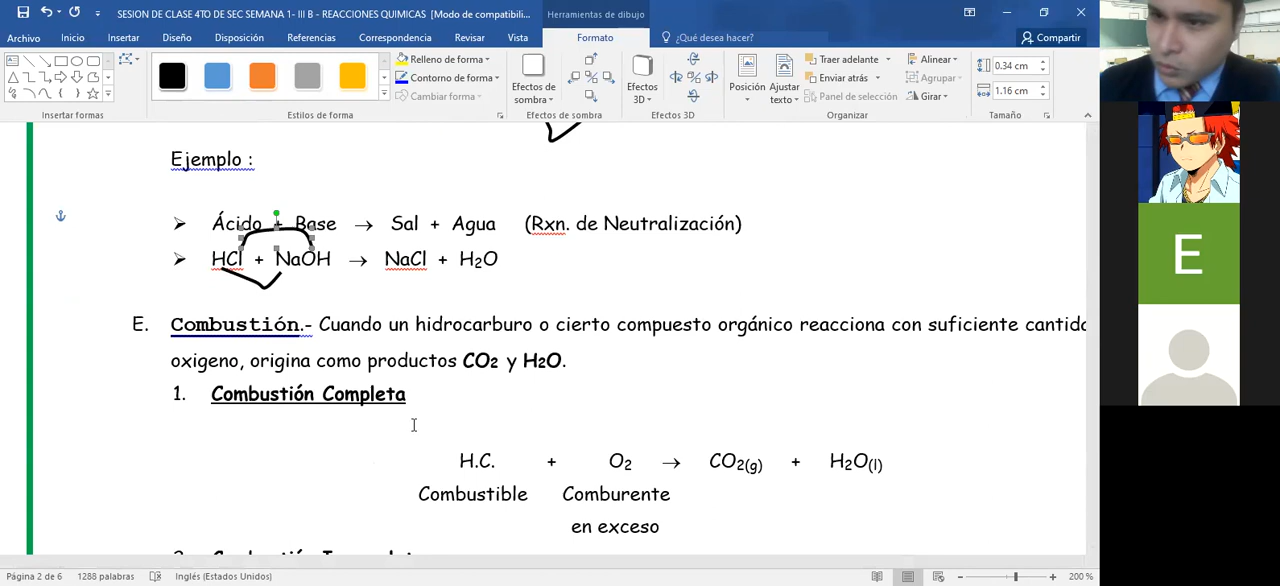 SESION DE CLASE 4TO DE SEC SEMANA 1- III B - REACCIONES QUIMICAS [Modo de compatibili...
Herramientas de dibujo
Archivo Inicio Insertar Diseño Disposición Referencias Correspondencia Revisar Vista Formato ¿Qué desea hacer? Compartir
Relleno de forma
Contorno de forma
Cambiar forma
Efectos de sombra
Efectos 3D
Posición
Ajustar texto
Traer adelante
Enviar atrás
Panel de selección
Alinear
Agrupar
Girar
0.34 cm
1.16 cm
Insertar formas Estilos de forma Efectos de sombra Efectos 3D Organizar Tamaño
Ejemplo :
Ácido + Base → Sal + Agua (Rxn. de Neutralización)
HCl + NaOH → NaCl + H₂O
E. Combustión.- Cuando un hidrocarburo o cierto compuesto orgánico reacciona con suficiente cantida
oxigeno, origina como productos CO₂ y H₂O.
1. Combustión Completa
H.C. + O₂ → CO₂(g) + H₂O(l)
Combustible Comburente
en exceso
E
Página 2 de 6 1288 palabras Inglés (Estados Unidos) 200 %